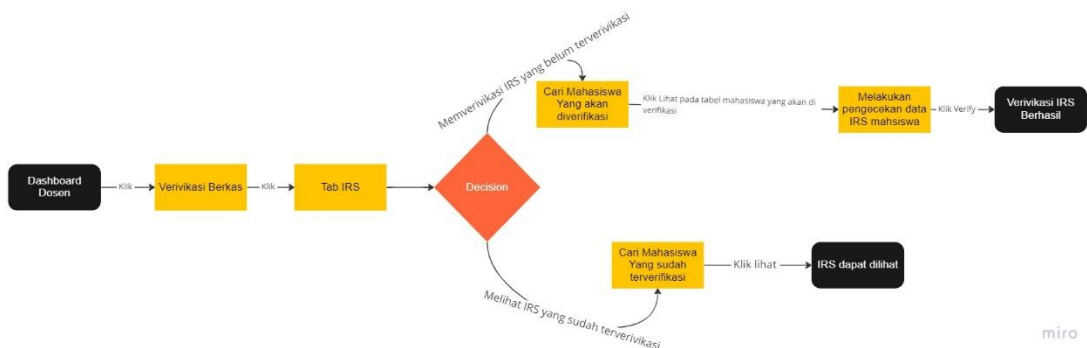 Dashboard
Dosen
Klik
Verivikasi Berkas
Klik
Tab IRS
Decision
Memverivikasi IRS yang belum terverivikasi
Cari Mahasiswa
Yang akan
diverifikasi
Klik Lihat pada tabel mahasiswa yang akan di
verifikasi
Melakukan
pengecekan data
IRS mahsiswa
Klik Verify
Verivikasi IRS
Berhasil
Melihat IRS yang sudah terverivikasi
Cari Mahasiswa
Yang sudah
terverifikasi
Klik lihat
IRS dapat dilihat
miro